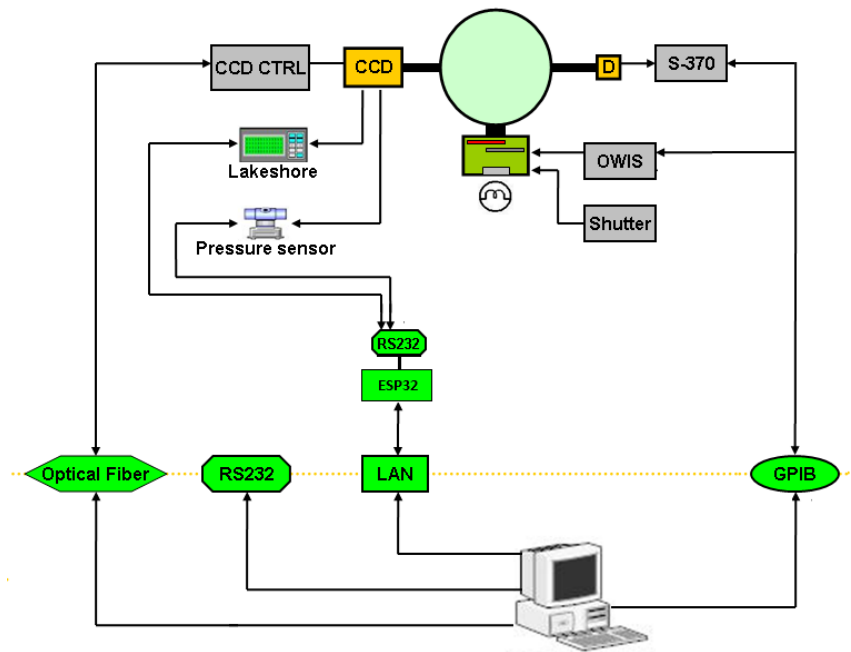 CCD CTRL
CCD
D
S-370
Lakeshore
OWIS
Pressure sensor
Shutter
RS232
ESP32
Optical Fiber
RS232
LAN
GPIB